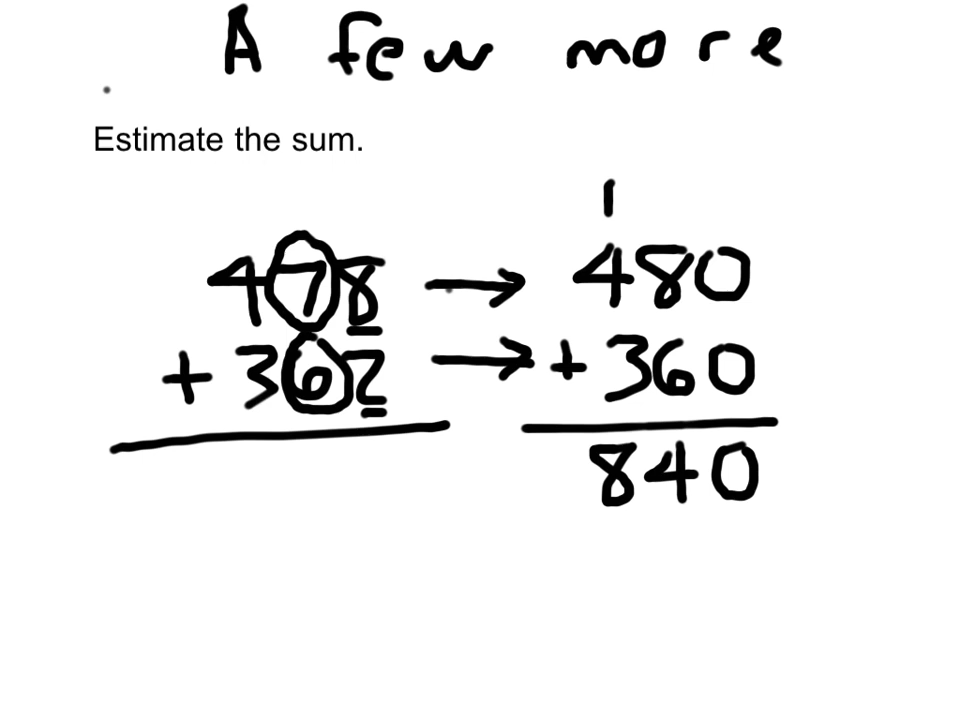 A few more
Estimate the sum.
1
478 → 480
+ 362 → + 360
840